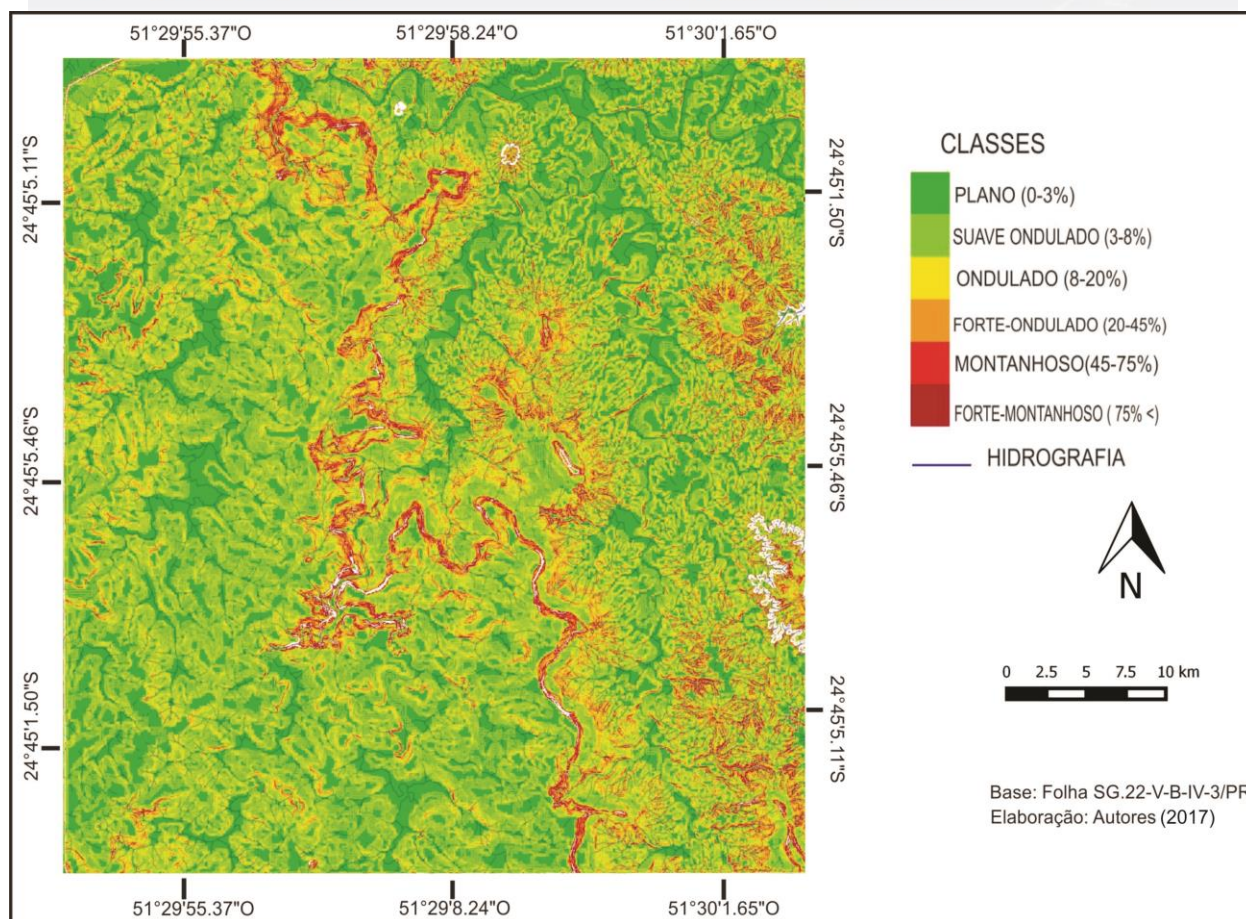 51°29'55.37"O 51°29'58.24"O 51°30'1.65"O
24°45'5.11"S
24°45'5.46"S
24°45'1.50"S
24°45'1.50"S
24°45'5.46"S
24°45'5.11"S
51°29'55.37"O 51°29'8.24"O 51°30'1.65"O
CLASSES
PLANO (0-3%)
SUAVE ONDULADO (3-8%)
ONDULADO (8-20%)
FORTE-ONDULADO (20-45%)
MONTANHOSO(45-75%)
FORTE-MONTANHOSO ( 75% <)
HIDROGRAFIA
N
0 2.5 5 7.5 10 km
Base: Folha SG.22-V-B-IV-3/PR
Elaboração: Autores (2017)